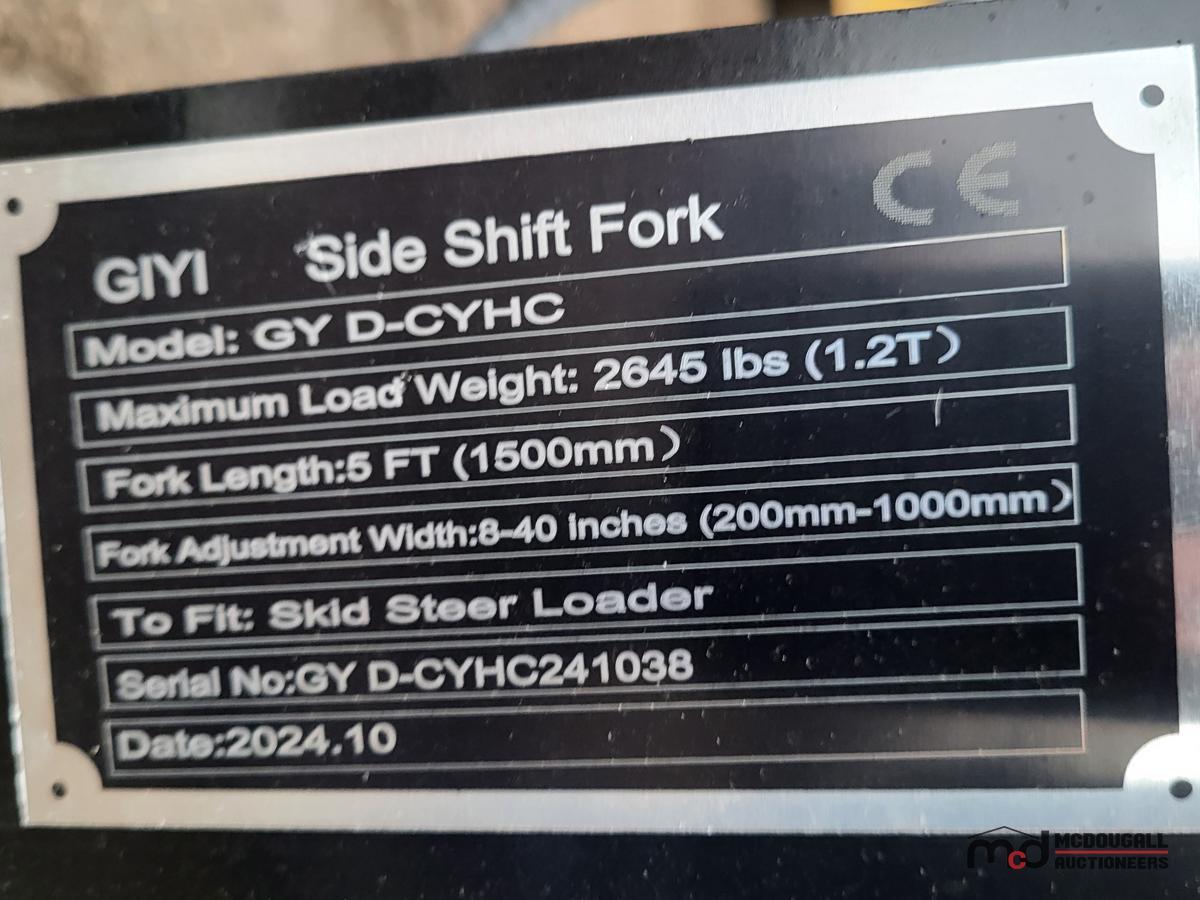 CE
GIYI Side Shift Fork
Model: GY D-CYHC
Maximum Load Weight: 2645 lbs (1.2T)
Fork Length:5 FT (1500mm)
Fork Adjustment Width:8-40 inches (200mm-1000mm)
To Fit: Skid Steer Loader
Serial No:GY D-CYHC241038
Date:2024.10
mcd MCDOUGALL
AUCTIONEERS